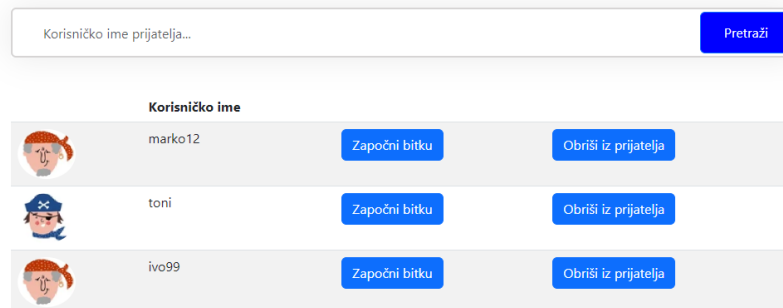 Korisničko ime prijatelja... Pretraži
Korisničko ime
marko12 Započni bitku Obriši iz prijatelja
toni Započni bitku Obriši iz prijatelja
ivo99 Započni bitku Obriši iz prijatelja